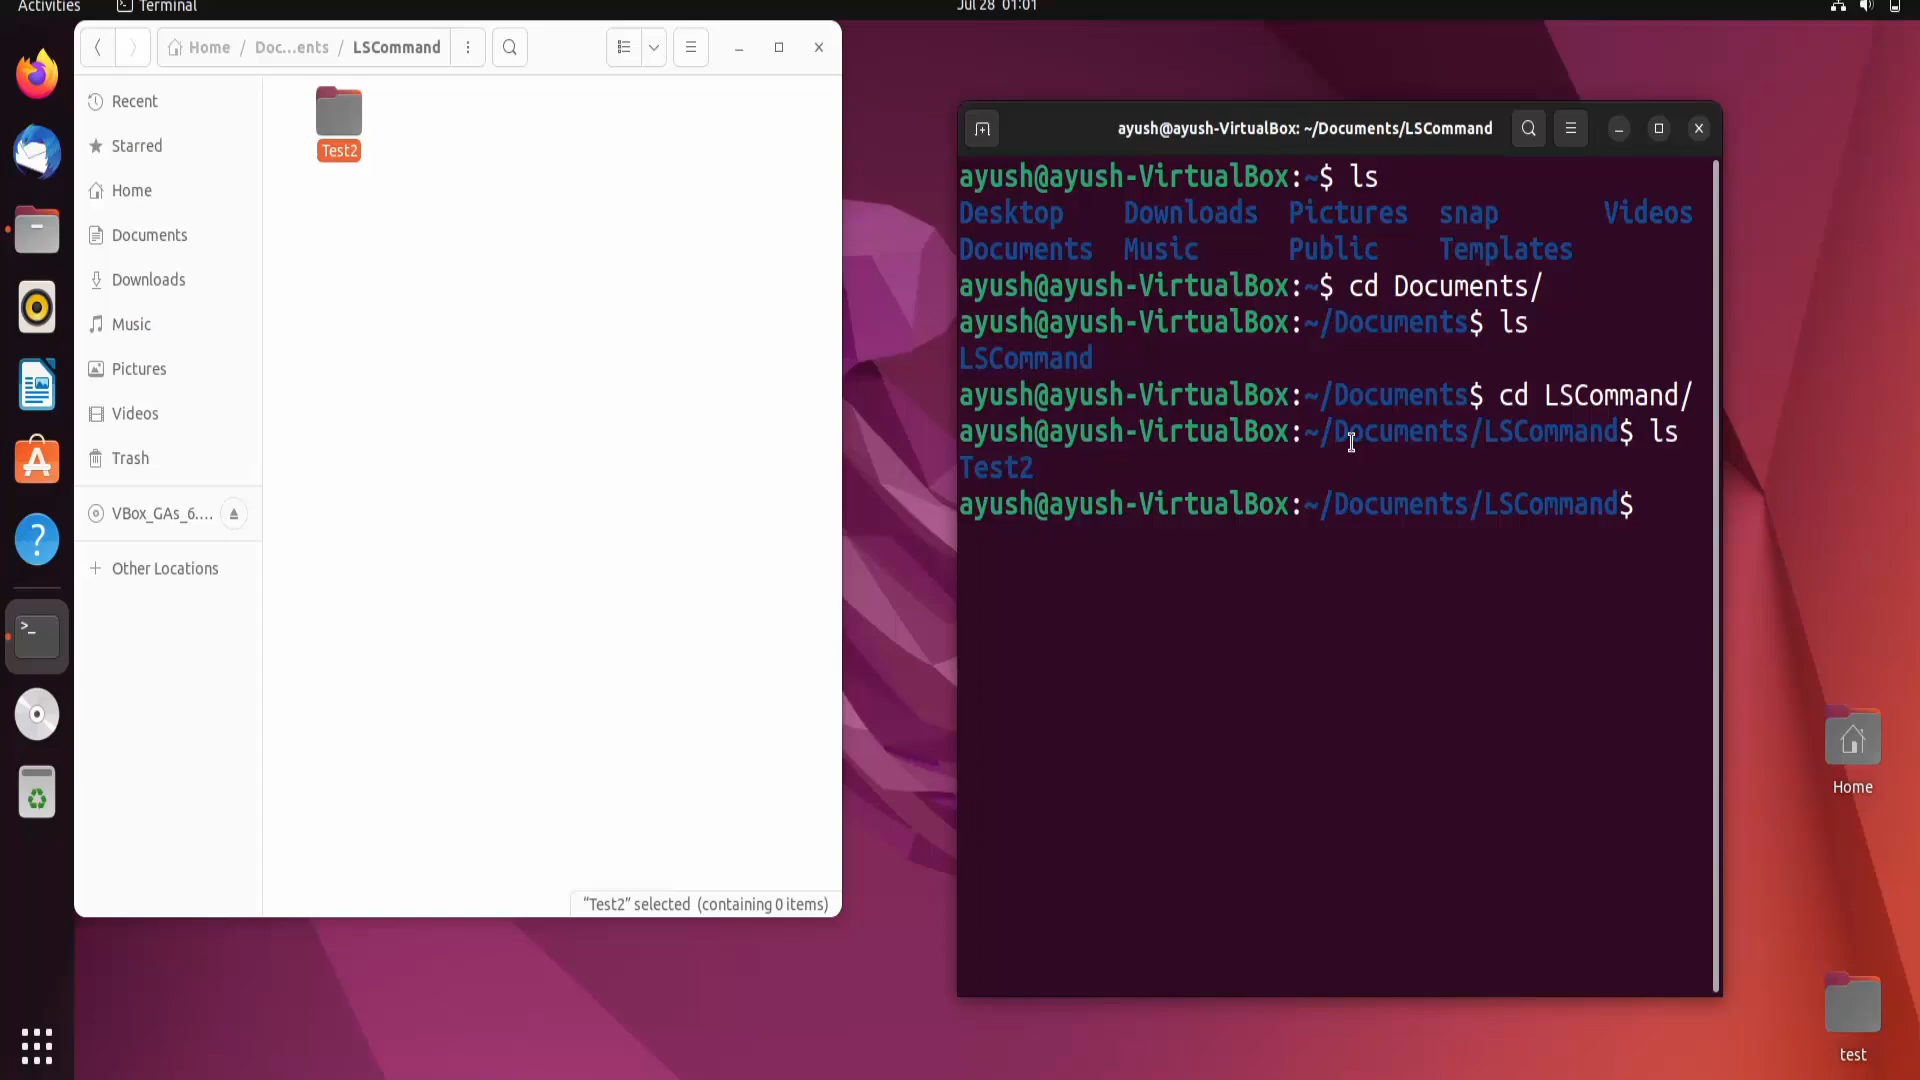 Activities Terminal Jul 28 01:01
Home / Doc...ents / LSCommand
Recent
Starred
Home
Documents
Downloads
Music
Pictures
Videos
Trash
VBox_GAs_6....
+ Other Locations
Test2
"Test2" selected (containing 0 items)
ayush@ayush-VirtualBox: ~/Documents/LSCommand
ayush@ayush-VirtualBox:~$ ls
Desktop Downloads Pictures snap Videos
Documents Music Public Templates
ayush@ayush-VirtualBox:~$ cd Documents/
ayush@ayush-VirtualBox:~/Documents$ ls
LSCommand
ayush@ayush-VirtualBox:~/Documents$ cd LSCommand/
ayush@ayush-VirtualBox:~/Documents/LSCommand$ ls
Test2
ayush@ayush-VirtualBox:~/Documents/LSCommand$
Home
test